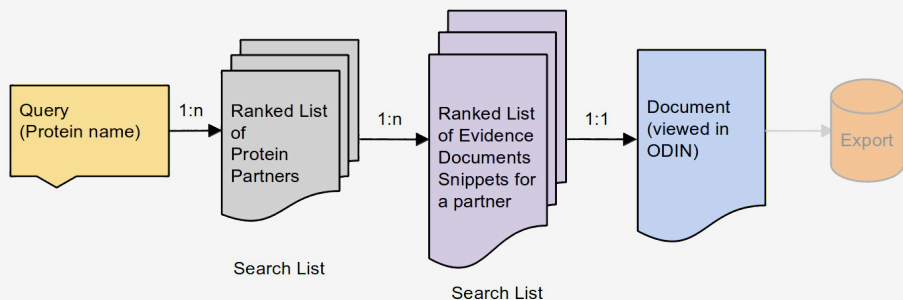 Query
(Protein name)
1:n
Ranked List
of
Protein
Partners
Search List
1:n
Ranked List
of Evidence
Documents
Snippets for
a partner
Search List
1:1
Document
(viewed in
ODIN)
Export